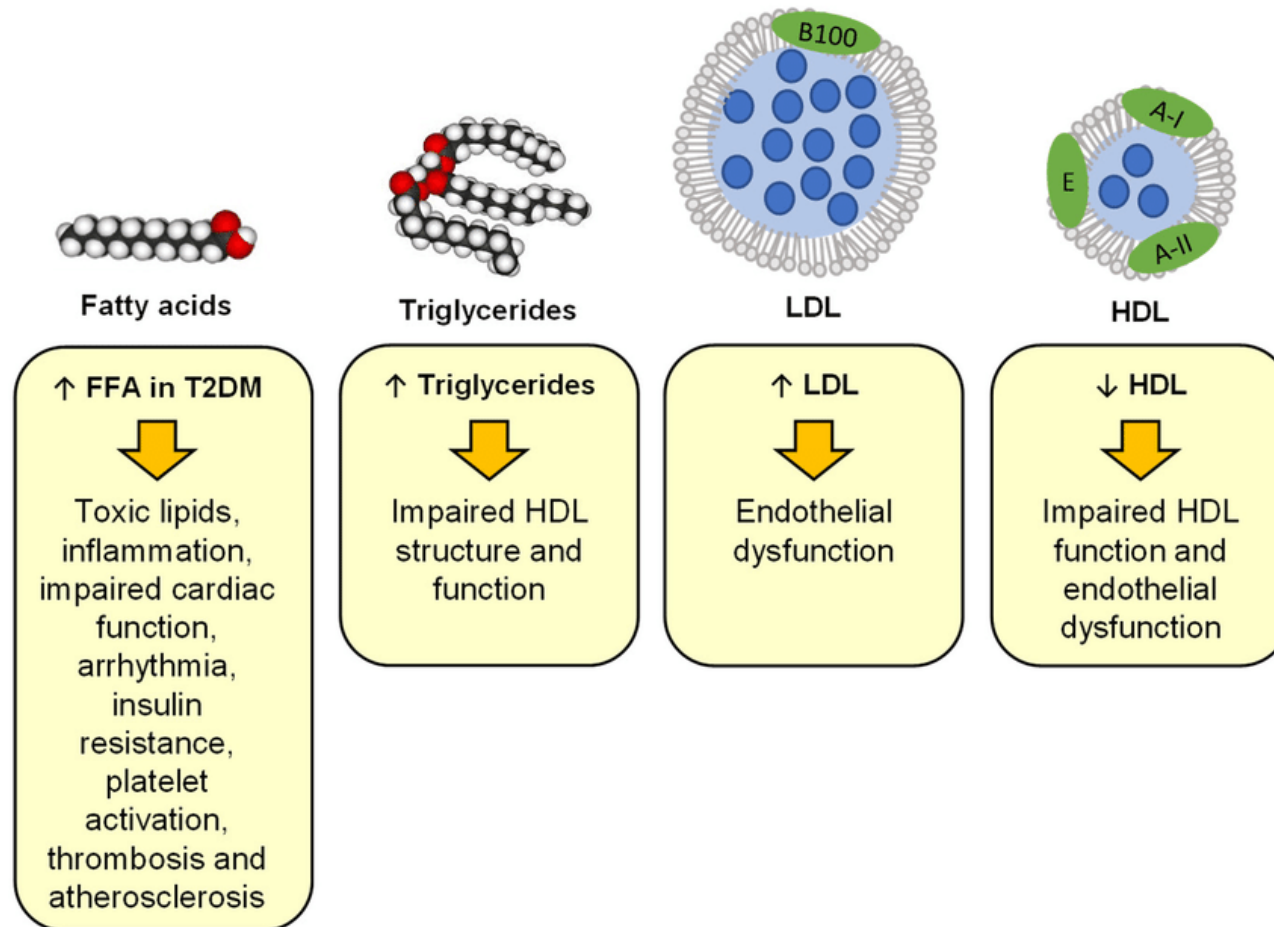 B100
A-I
E
A-II
Fatty acids
Triglycerides
LDL
HDL
↑ FFA in T2DM
Toxic lipids,
inflammation,
impaired cardiac
function,
arrhythmia,
insulin
resistance,
platelet
activation,
thrombosis and
atherosclerosis
↑ Triglycerides
Impaired HDL
structure and
function
↑ LDL
Endothelial
dysfunction
↓ HDL
Impaired HDL
function and
endothelial
dysfunction